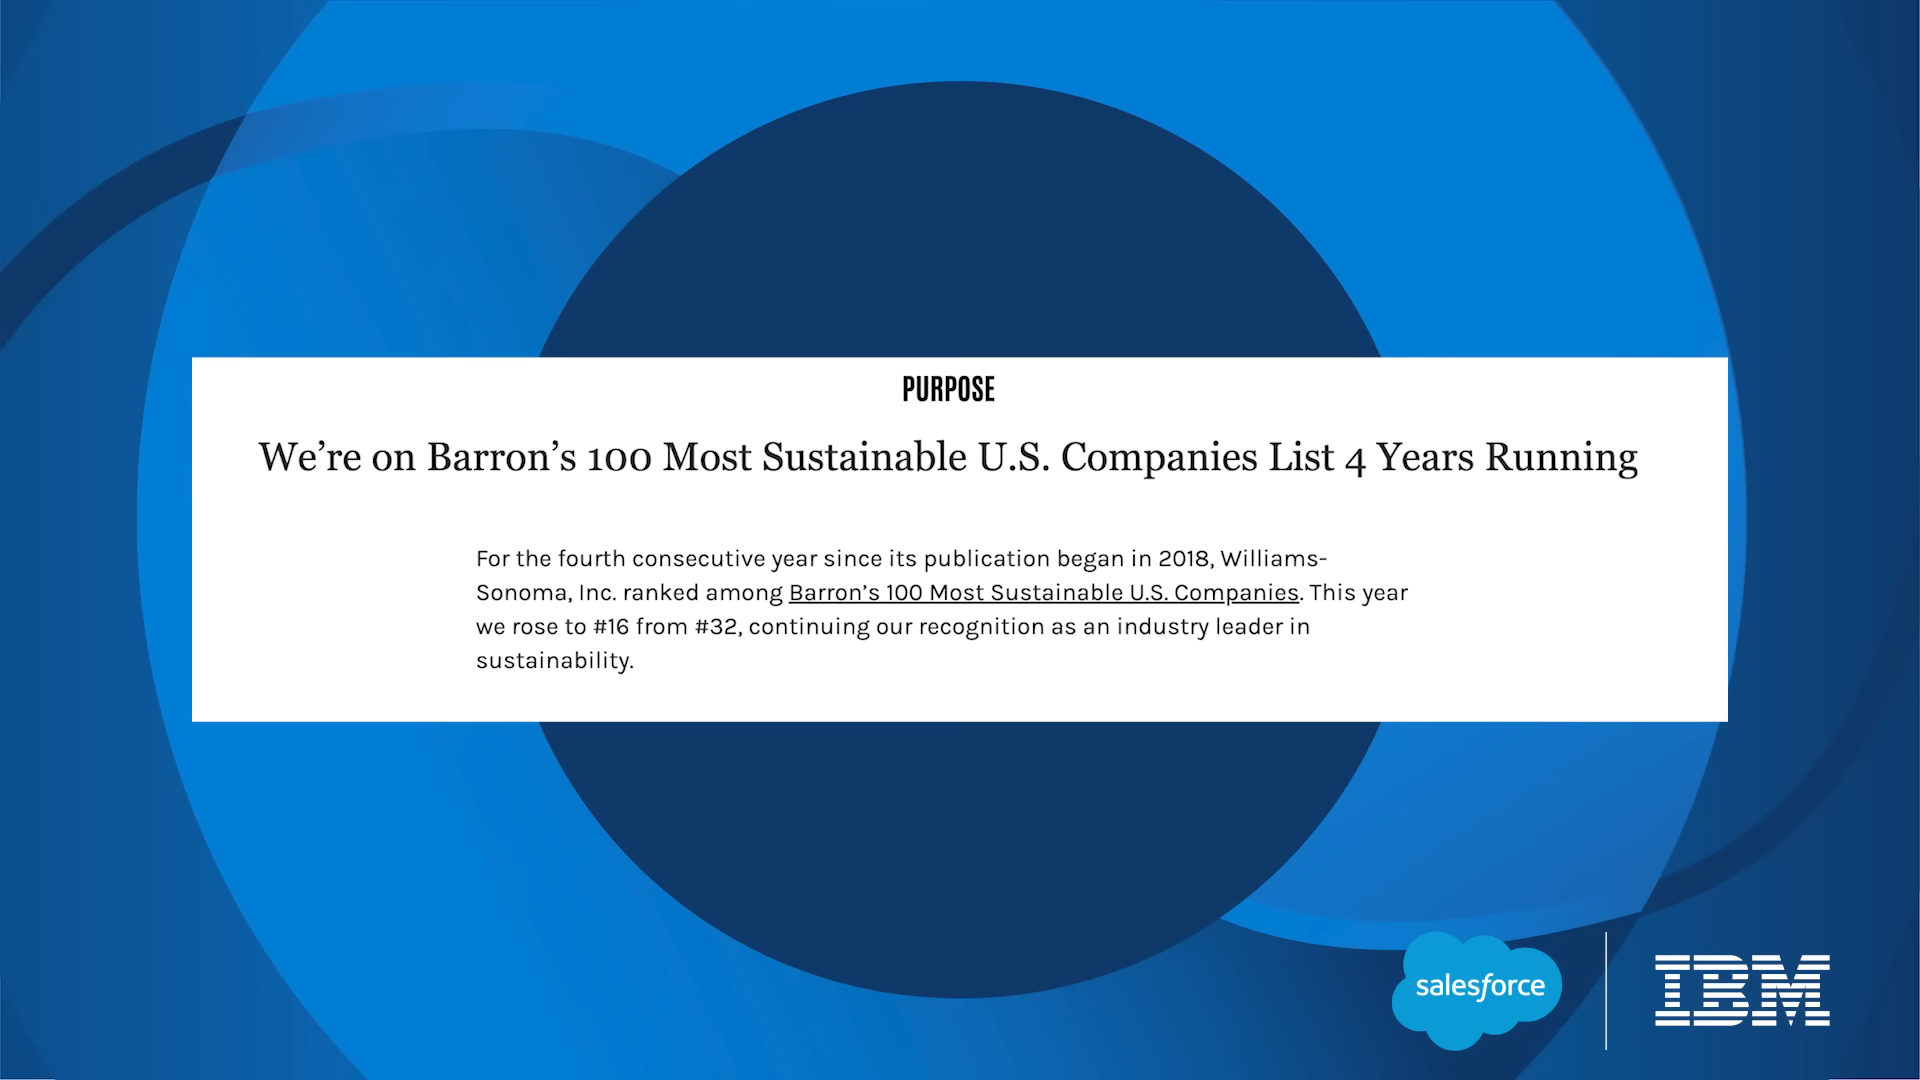 PURPOSE
We’re on Barron’s 100 Most Sustainable U.S. Companies List 4 Years Running
For the fourth consecutive year since its publication began in 2018, Williams-
Sonoma, Inc. ranked among Barron’s 100 Most Sustainable U.S. Companies. This year
we rose to #16 from #32, continuing our recognition as an industry leader in
sustainability.
salesforce
IBM